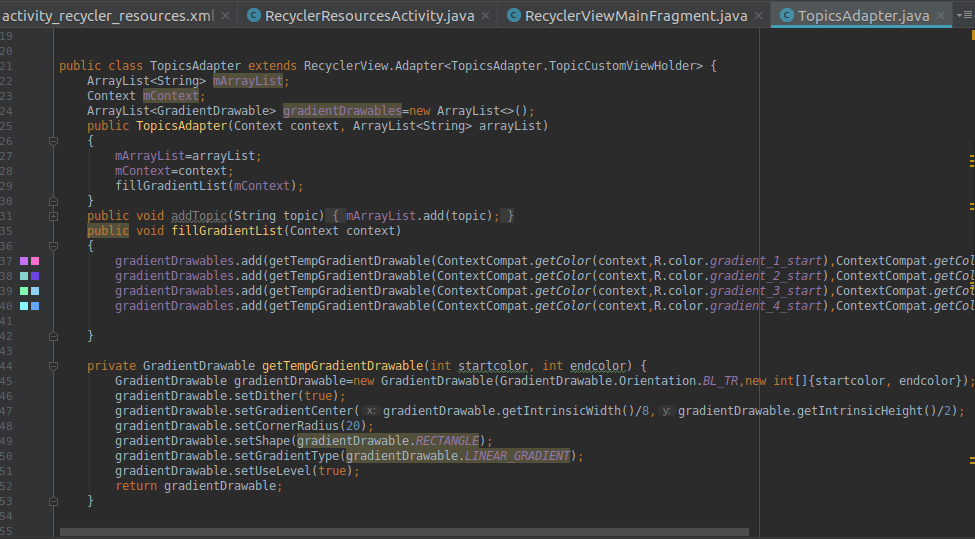 activity_recycler_resources.xml × RecyclerResourcesActivity.java × RecyclerViewMainFragment.java × TopicsAdapter.java ×
19
20
21 public class TopicsAdapter extends RecyclerView.Adapter<TopicsAdapter.TopicCustomViewHolder> {
22 ArrayList<String> mArrayList;
23 Context mContext;
24 ArrayList<GradientDrawable> gradientDrawables=new ArrayList<>();
25 public TopicsAdapter(Context context, ArrayList<String> arrayList)
26 {
27 mArrayList=arrayList;
28 mContext=context;
29 fillGradientList(mContext);
30 }
31 public void addTopic(String topic) { mArrayList.add(topic); }
35 public void fillGradientList(Context context)
36 {
37 gradientDrawables.add(getTempGradientDrawable(ContextCompat.getColor(context,R.color.gradient_1_start),ContextCompat.getCol
38 gradientDrawables.add(getTempGradientDrawable(ContextCompat.getColor(context,R.color.gradient_2_start),ContextCompat.getCol
39 gradientDrawables.add(getTempGradientDrawable(ContextCompat.getColor(context,R.color.gradient_3_start),ContextCompat.getCol
40 gradientDrawables.add(getTempGradientDrawable(ContextCompat.getColor(context,R.color.gradient_4_start),ContextCompat.getCol
41
42 }
43
44 private GradientDrawable getTempGradientDrawable(int startcolor, int endcolor) {
45 GradientDrawable gradientDrawable=new GradientDrawable(GradientDrawable.Orientation.BL_TR,new int[]{startcolor, endcolor});
46 gradientDrawable.setDither(true);
47 gradientDrawable.setGradientCenter( x: gradientDrawable.getIntrinsicWidth()/8, y: gradientDrawable.getIntrinsicHeight()/2);
48 gradientDrawable.setCornerRadius(20);
49 gradientDrawable.setShape(gradientDrawable.RECTANGLE);
50 gradientDrawable.setGradientType(gradientDrawable.LINEAR_GRADIENT);
51 gradientDrawable.setUseLevel(true);
52 return gradientDrawable;
53 }
54
55